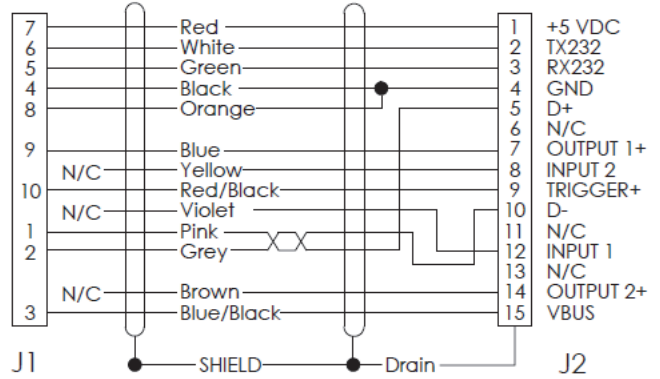 7 Red 1 +5 VDC
6 White 2 TX232
5 Green 3 RX232
4 Black 4 GND
8 Orange 5 D+
6 N/C
9 Blue 7 OUTPUT 1+
N/C Yellow 8 INPUT 2
10 Red/Black 9 TRIGGER+
N/C Violet 10 D-
1 Pink 11 N/C
2 Grey 12 INPUT 1
13 N/C
N/C Brown 14 OUTPUT 2+
3 Blue/Black 15 VBUS
J1 SHIELD Drain J2